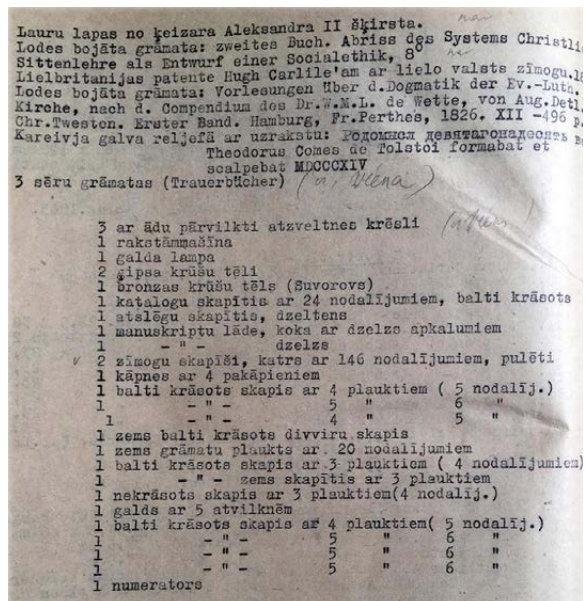 Lauru lapas no ķeizara Aleksandra II šķirsta.
Lodes bojāta grāmata: zweites Buch. Abriss des Systems Christli
Sittenlehre als Entwurf einer Socialethik, 8°
Lielbritanijas patente Hugh Carlile'am ar lielo valsts zīmogu.
Lodes bojāta grāmata: Vorlesungen über d.Dogmatik der Ev.-Luth.
Kirche, nach d. Compendium des Dr.W.M.L. de Wette, von Aug.Detl.
Chr.Twesten. Erster Band. Hamburg, Fr.Perthes, 1826. XII -496 p.
Kareivja galva reljefā ar uzrakstu: Родомысл девятагонадесять в
Theodorus Comes de Tolstoi formabat et
scalpebat MDCCCXIV
3 sēru grāmatas (Trauerbücher) (n, viena)
3 ar ādu pārvilkti atzveltnes krēsli
1 rakstāmmašīna
1 galda lampa
2 ģipsa krūšu tēli
1 bronzas krūšu tēls (Suvorovs)
1 katalogu skapītis ar 24 nodalījumiem, balti krāsots
1 atslēgu skapītis, dzeltens
1 manuskriptu lāde, koka ar dzelzs apkalumiem
1 - " - dzelzs
v 2 zīmogu skapīši, katrs ar 146 nodalījumiem, pulēti
1 kāpnes ar 4 pakāpieniem
1 balti krāsots skapis ar 4 plauktiem ( 5 nodalīj.)
1 - " - 5 " 6 "
1 - " - 4 " 5 "
1 zems balti krāsots divviru skapis
1 zems grāmatu plaukts ar 20 nodalījumiem
1 balti krāsots skapis ar 3 plauktiem ( 4 nodalījumiem)
1 - " - zems skapītis ar 3 plauktiem
1 nekrāsots skapis ar 3 plauktiem(4 nodalīj.)
1 galds ar 5 atvilknēm
1 balti krāsots skapis ar 4 plauktiem( 5 nodalīj.)
1 - " - 5 " 6 "
1 - " - 5 " 6 "
1 - " - 5 " 6 "
1 numerators